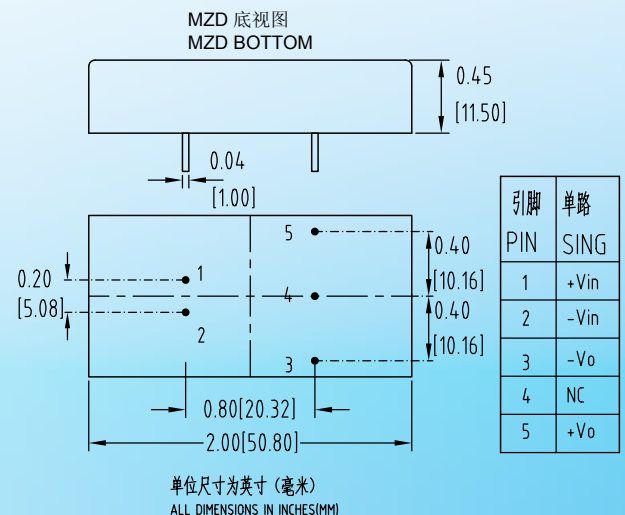 MZD 底视图
MZD BOTTOM
0.45
[11.50]
0.04
[1.00]
5
1
4
2
3
0.20
[5.08]
0.40
[10.16]
0.40
[10.16]
0.80[20.32]
2.00[50.80]
引脚 单路
PIN SING
1 +Vin
2 -Vin
3 -Vo
4 NC
5 +Vo
单位尺寸为英寸（毫米）
ALL DIMENSIONS IN INCHES(MM)